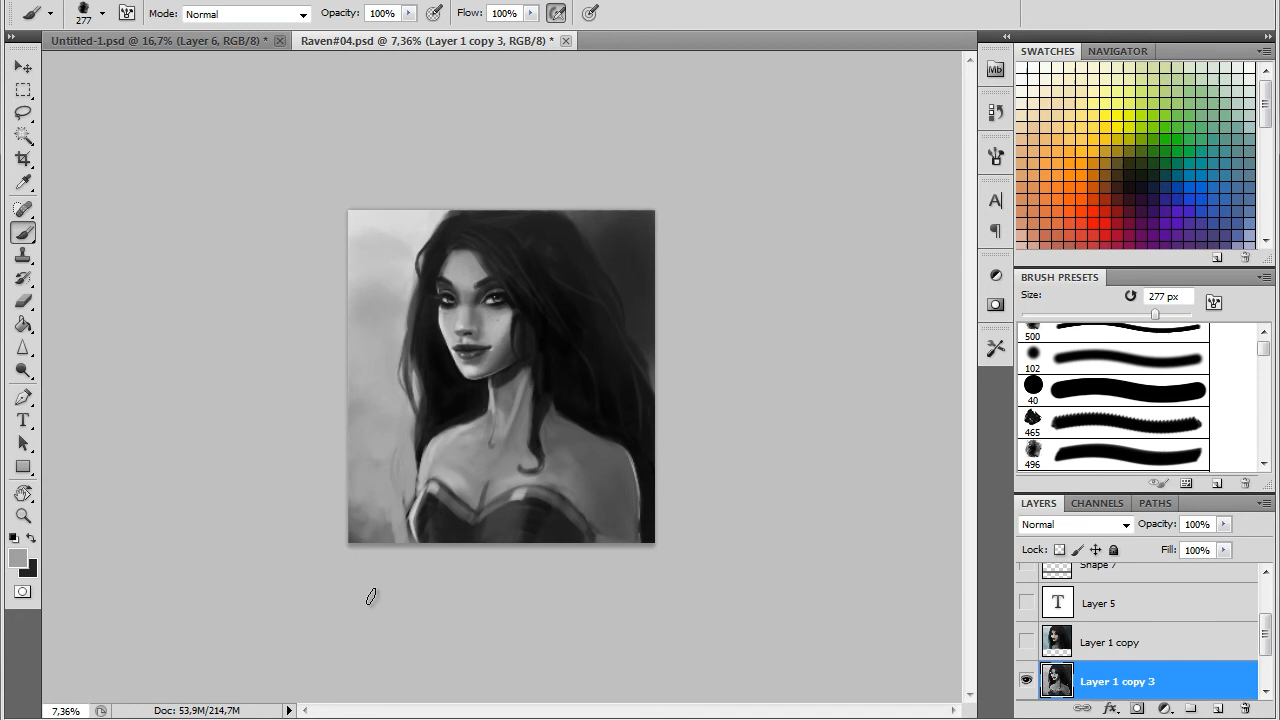 277
Mode: Normal
Opacity: 100%
Flow: 100%
Untitled-1.psd @ 16,7% (Layer 6, RGB/8) *
Raven#04.psd @ 7,36% (Layer 1 copy 3, RGB/8) *
Mb
A
T
SWATCHES
NAVIGATOR
BRUSH PRESETS
Size:
277 px
500
102
40
465
496
LAYERS
CHANNELS
PATHS
Normal
Opacity: 100%
Lock:
Fill: 100%
Shape 7
T
Layer 5
Layer 1 copy
Layer 1 copy 3
fx
7,36%
Doc: 53,9M/214,7M